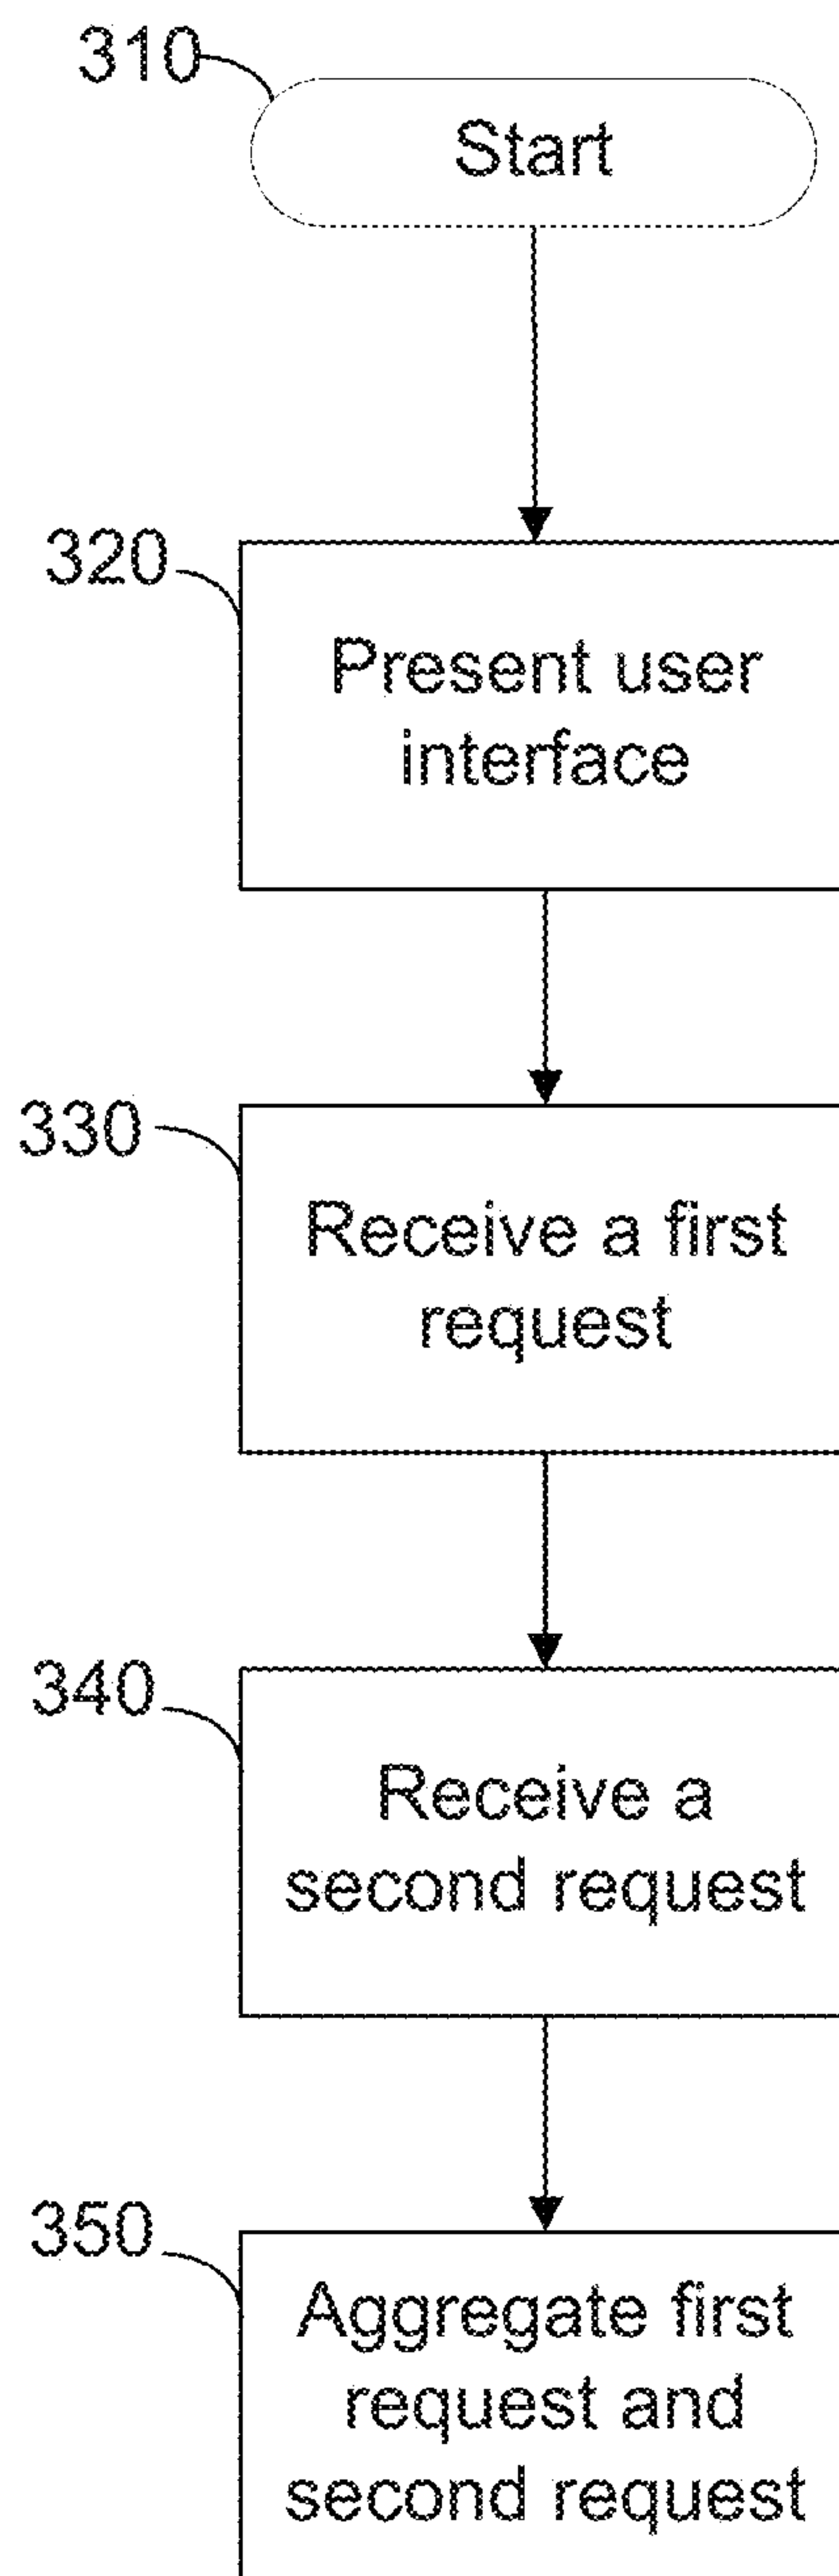 310
Start
320
Present user
interface
330
Receive a first
request
340
Receive a
second request
350
Aggregate first
request and
second request